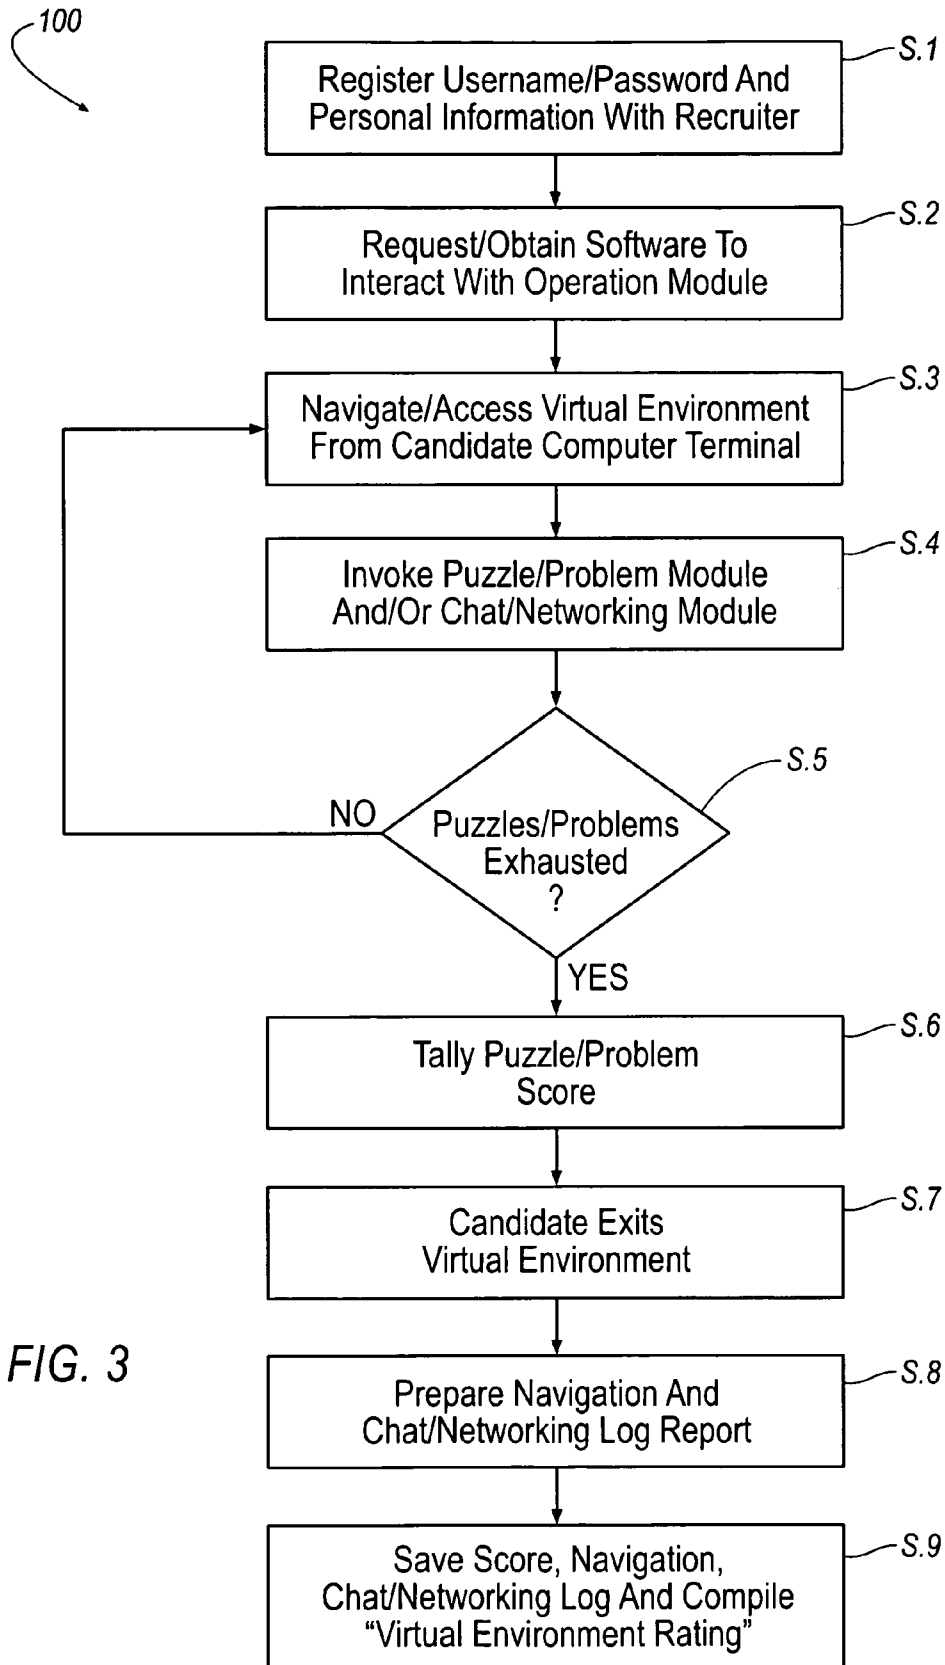 100
S.1
Register Username/Password And
Personal Information With Recruiter
S.2
Request/Obtain Software To
Interact With Operation Module
S.3
Navigate/Access Virtual Environment
From Candidate Computer Terminal
S.4
Invoke Puzzle/Problem Module
And/Or Chat/Networking Module
S.5
NO
Puzzles/Problems
Exhausted
?
YES
S.6
Tally Puzzle/Problem
Score
S.7
Candidate Exits
Virtual Environment
FIG. 3
S.8
Prepare Navigation And
Chat/Networking Log Report
S.9
Save Score, Navigation,
Chat/Networking Log And Compile
“Virtual Environment Rating”